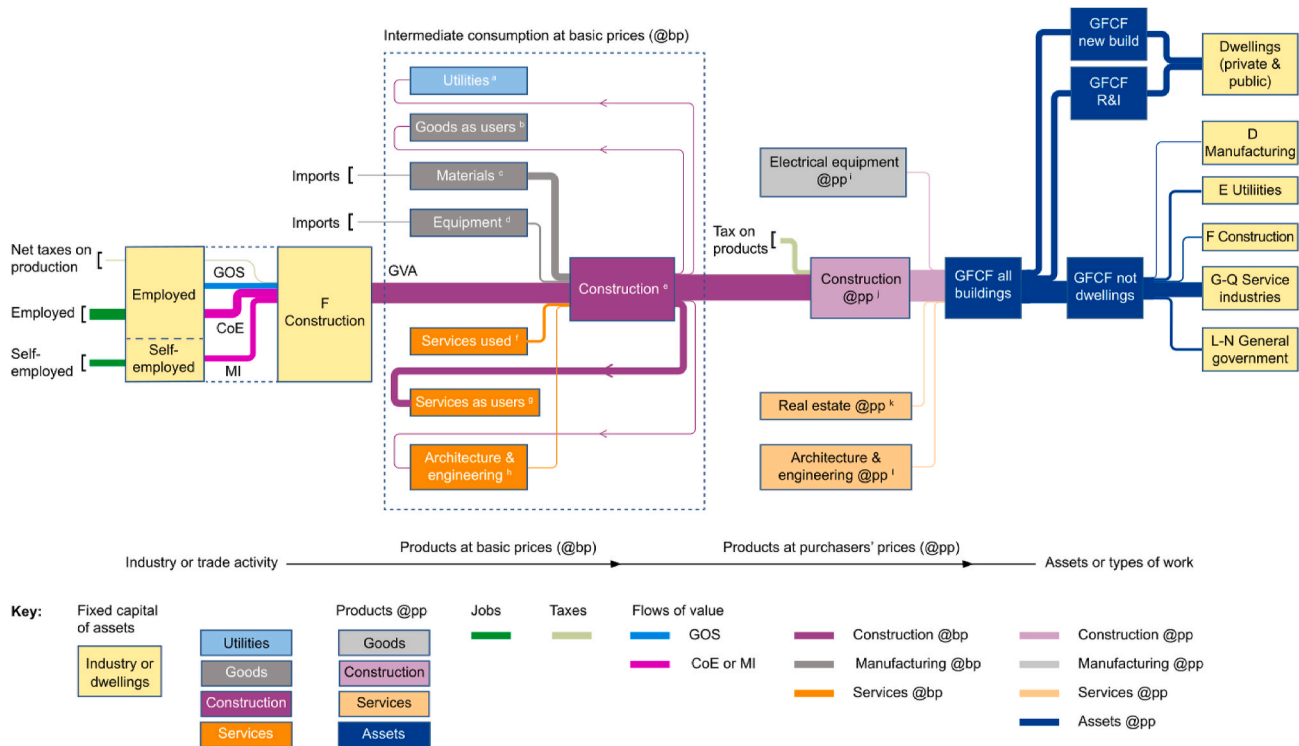 Intermediate consumption at basic prices (@bp)
Utilities a
Goods as users b
Imports
Materials c
Imports
Equipment d
Net taxes on
production
Employed
GOS
Employed
CoE
Self-
employed
Self-
employed
MI
F
Construction
GVA
Construction e
Services used f
Services as users g
Architecture &
engineering h
Tax on
products
Electrical equipment
@pp i
Construction
@pp j
Real estate @pp k
Architecture &
engineering @pp l
GFCF all
buildings
GFCF
new build
GFCF
R&I
GFCF not
dwellings
Dwellings
(private &
public)
D
Manufacturing
E Utiliities
F Construction
G-Q Service
industries
L-N General
government
Industry or trade activity
Products at basic prices (@bp)
Products at purchasers' prices (@pp)
Assets or types of work
Key:
Fixed capital
of assets
Industry or
dwellings
Utilities
Goods
Construction
Services
Products @pp
Goods
Construction
Services
Assets
Jobs
Taxes
Flows of value
GOS
CoE or MI
Construction @bp
Manufacturing @bp
Services @bp
Construction @pp
Manufacturing @pp
Services @pp
Assets @pp